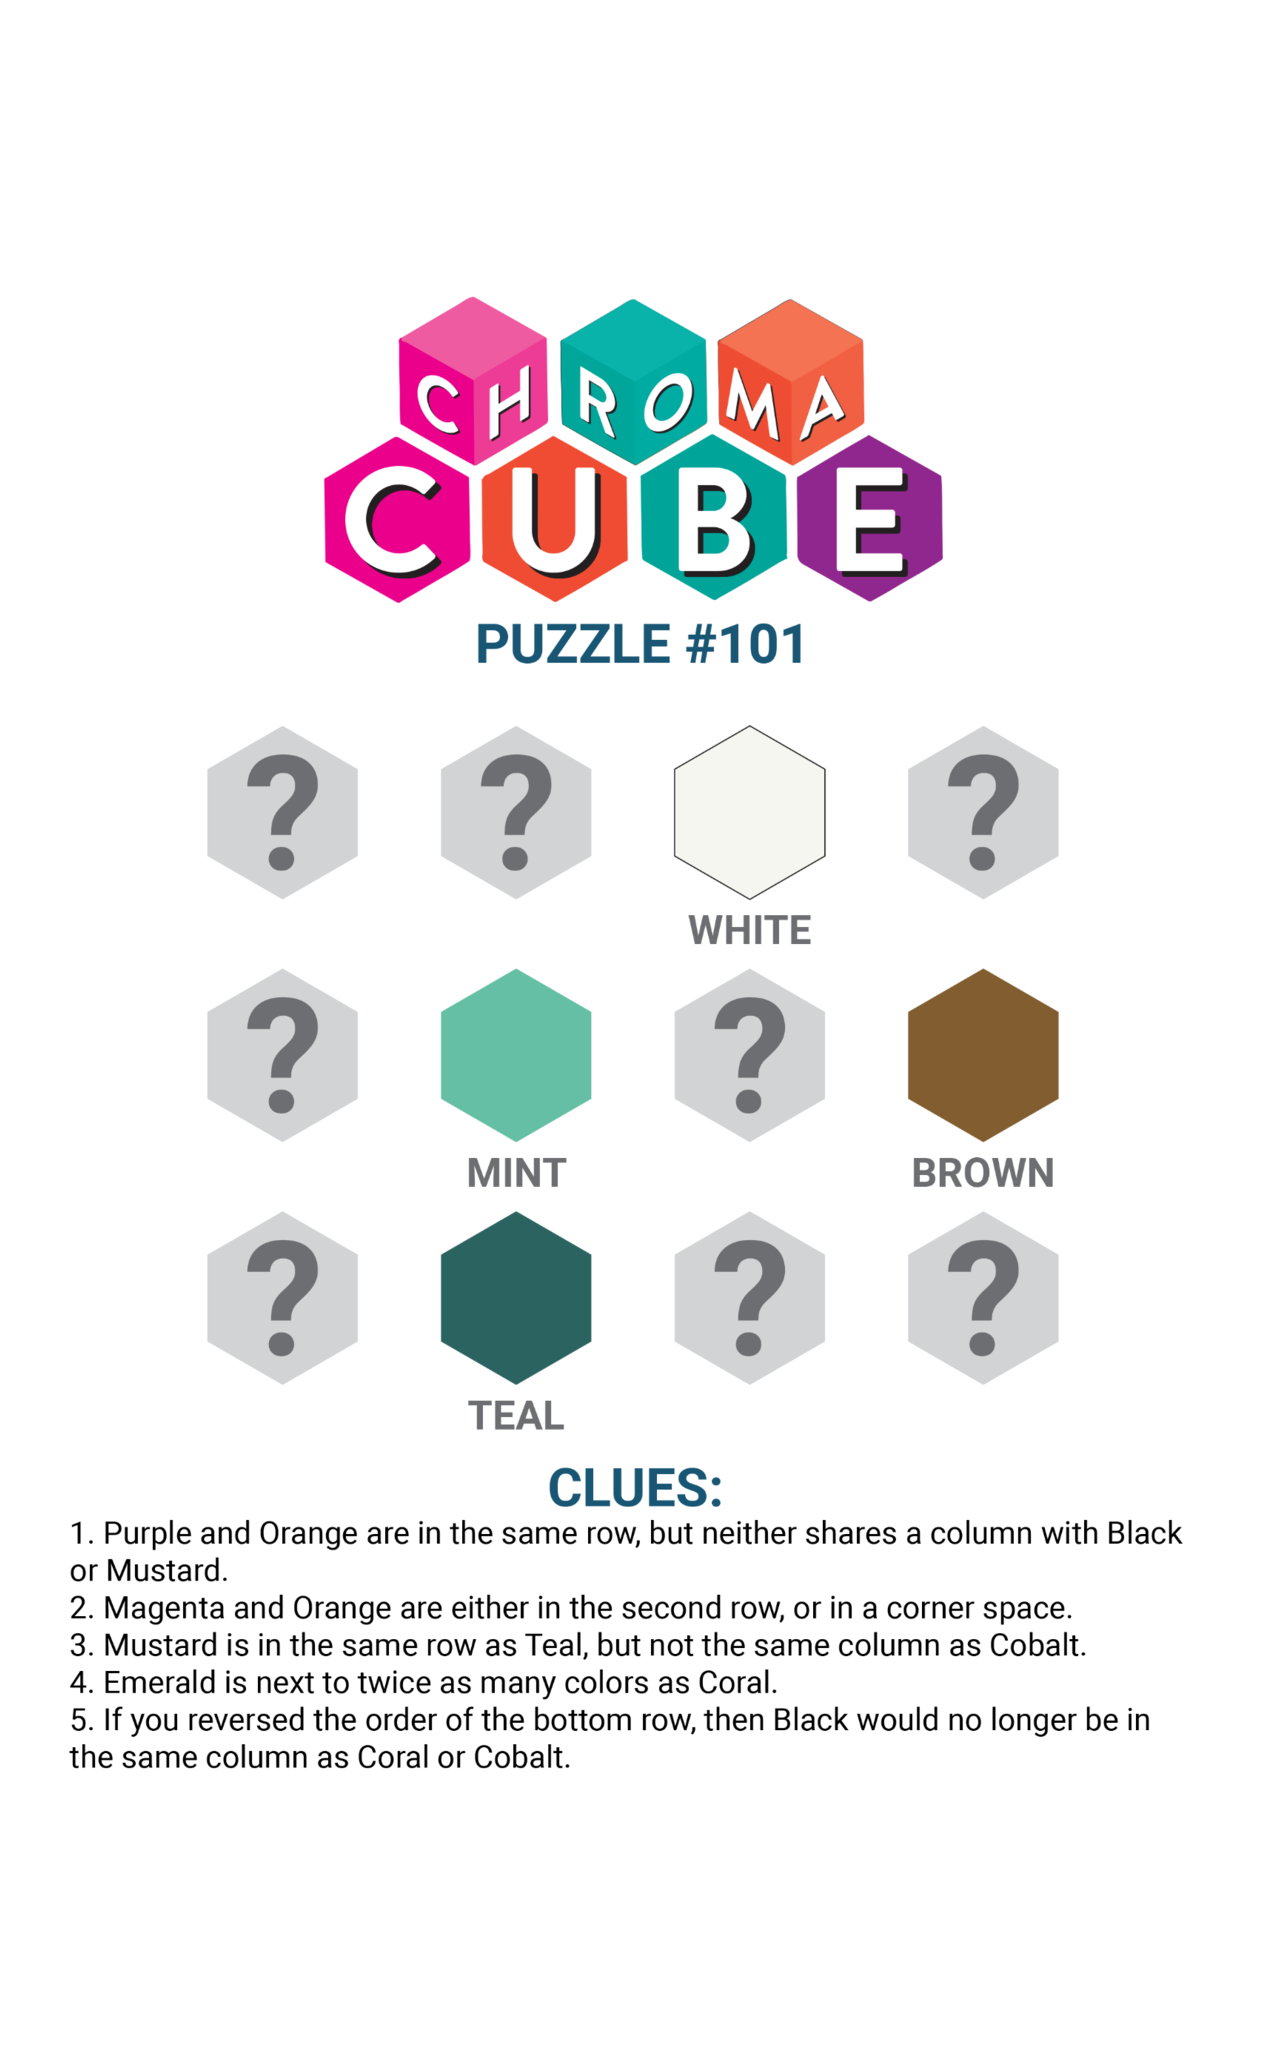 CHROMA
CUBE
PUZZLE #101
? ? ?
WHITE
? ?
MINT BROWN
? ? ?
TEAL
CLUES:
1. Purple and Orange are in the same row, but neither shares a column with Black
or Mustard.
2. Magenta and Orange are either in the second row, or in a corner space.
3. Mustard is in the same row as Teal, but not the same column as Cobalt.
4. Emerald is next to twice as many colors as Coral.
5. If you reversed the order of the bottom row, then Black would no longer be in
the same column as Coral or Cobalt.